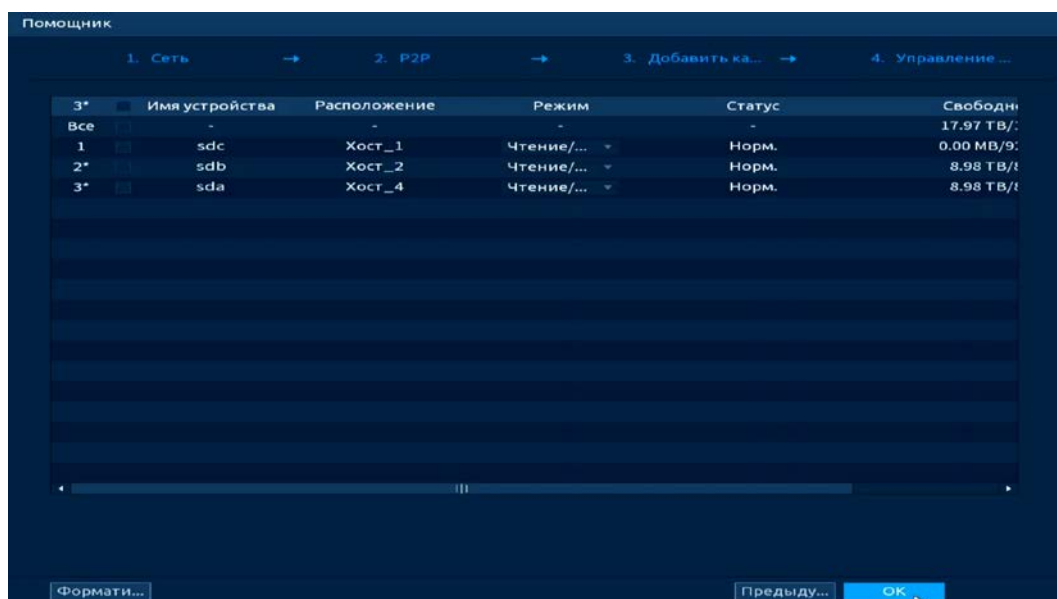 Помощник
1. Сеть → 2. P2P → 3. Добавить ка... → 4. Управление ...
3* Имя устройства Расположение Режим Статус Свободн
Все - - - - 17.97 TB/
1 sdc Хост_1 Чтение/... Норм. 0.00 MB/9
2* sdb Хост_2 Чтение/... Норм. 8.98 TB/
3* sda Хост_4 Чтение/... Норм. 8.98 TB/
Формати... Предыду... OK